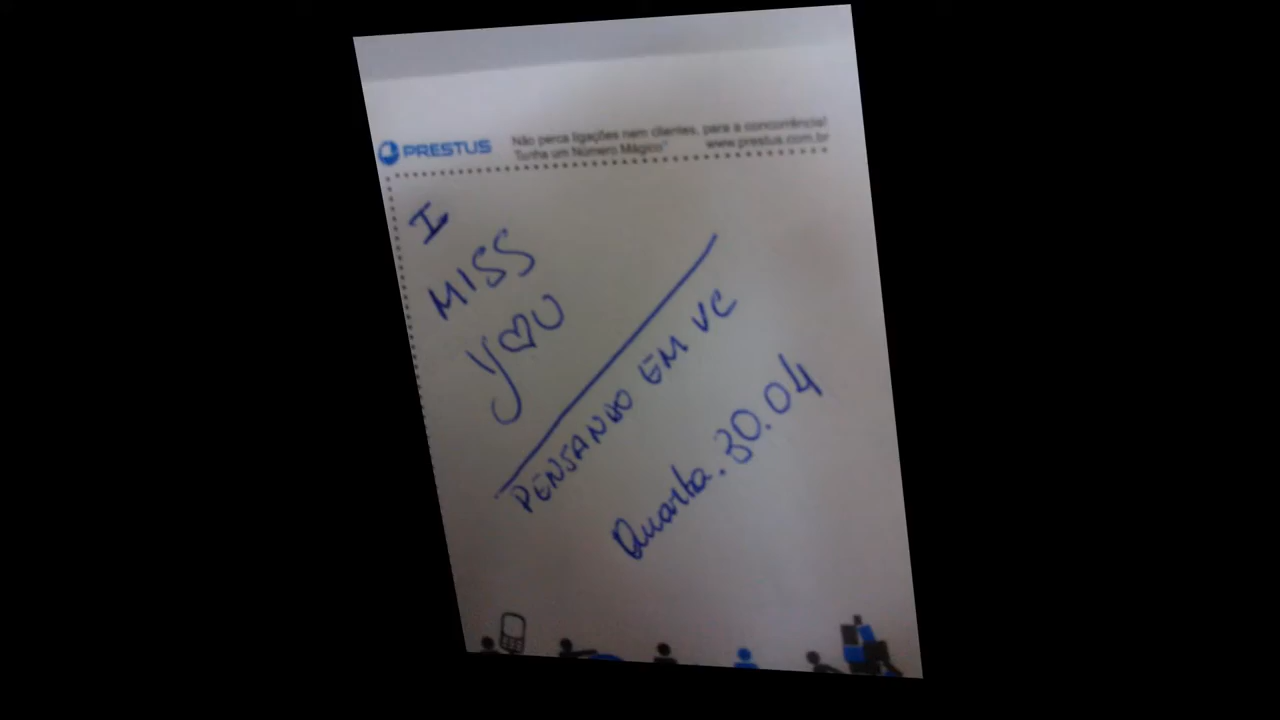 PRESTUS
Não perca ligações nem clientes, para a concorrência!
Tenha um Número Mágico" www.prestus.com.br
I
MISS
Y♡U
PENSANDO EM VC
Quarta. 30.04